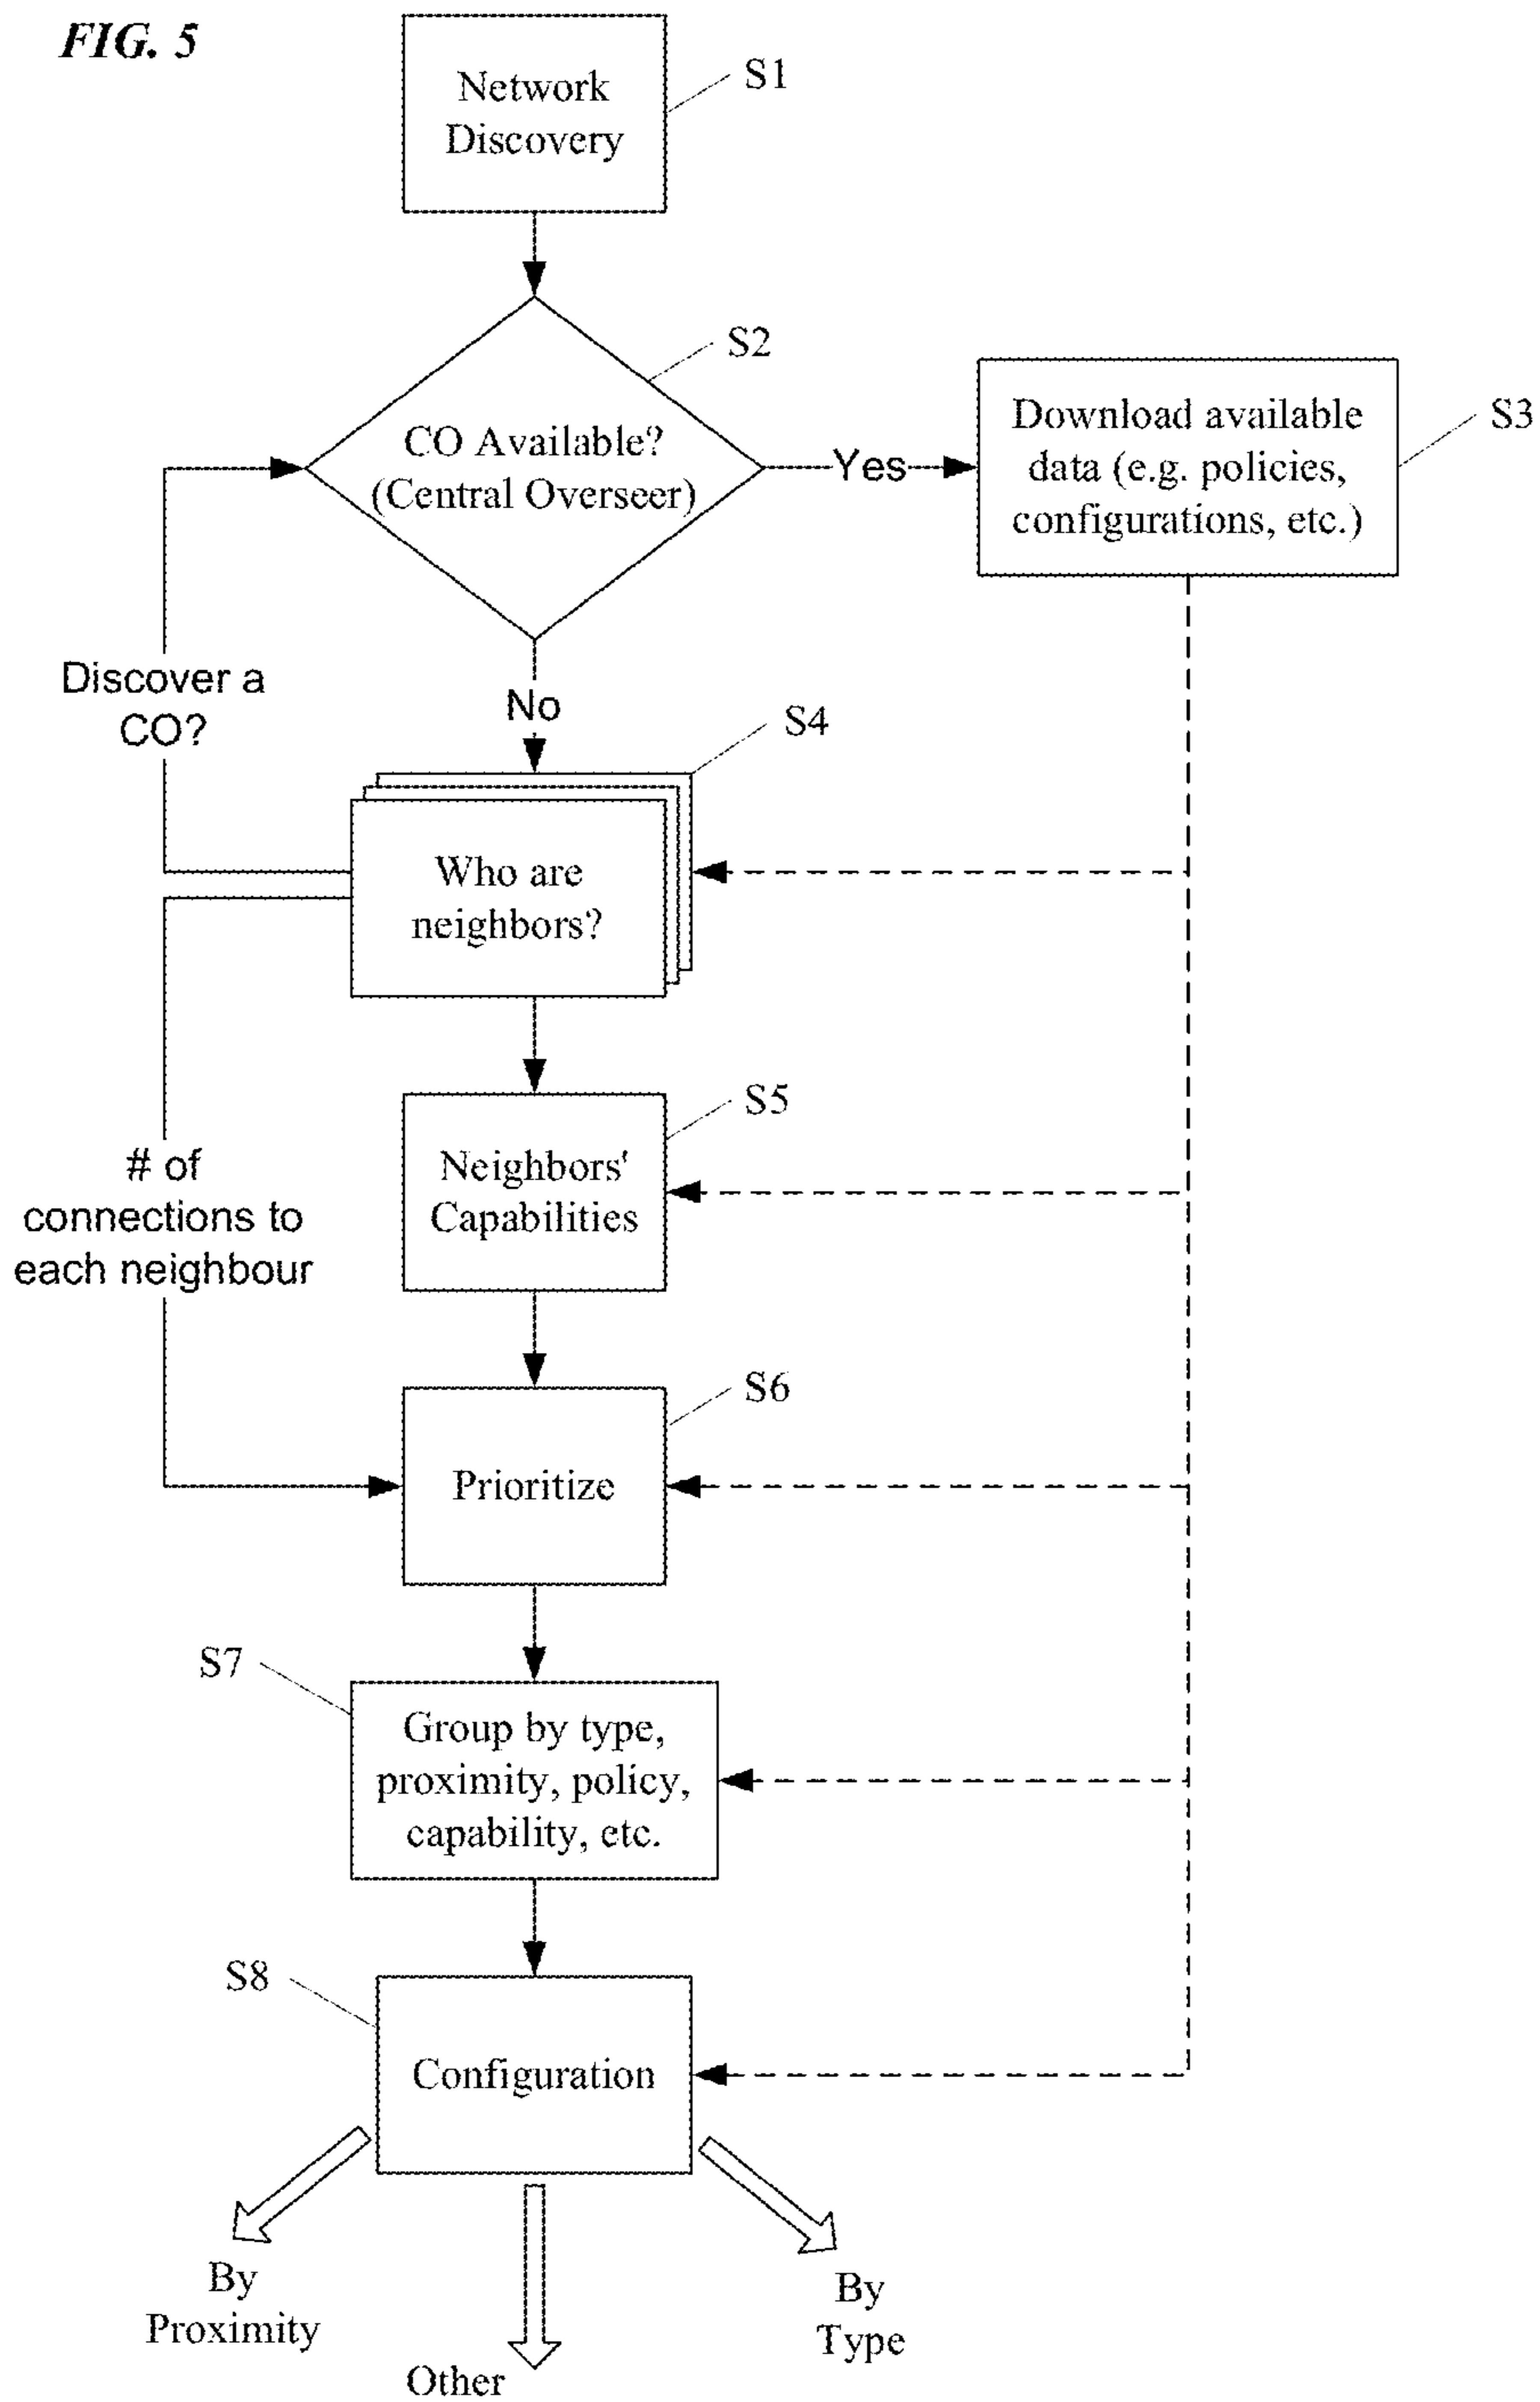 FIG. 5
Network
Discovery
S1
S2
CO Available?
(Central Overseer)
Yes
Download available
data (e.g. policies,
configurations, etc.)
S3
Discover a
CO?
No
S4
Who are
neighbors?
S5
Neighbors'
Capabilities
# of
connections to
each neighbour
S6
Prioritize
S7
Group by type,
proximity, policy,
capability, etc.
S8
Configuration
By
Proximity
Other
By
Type